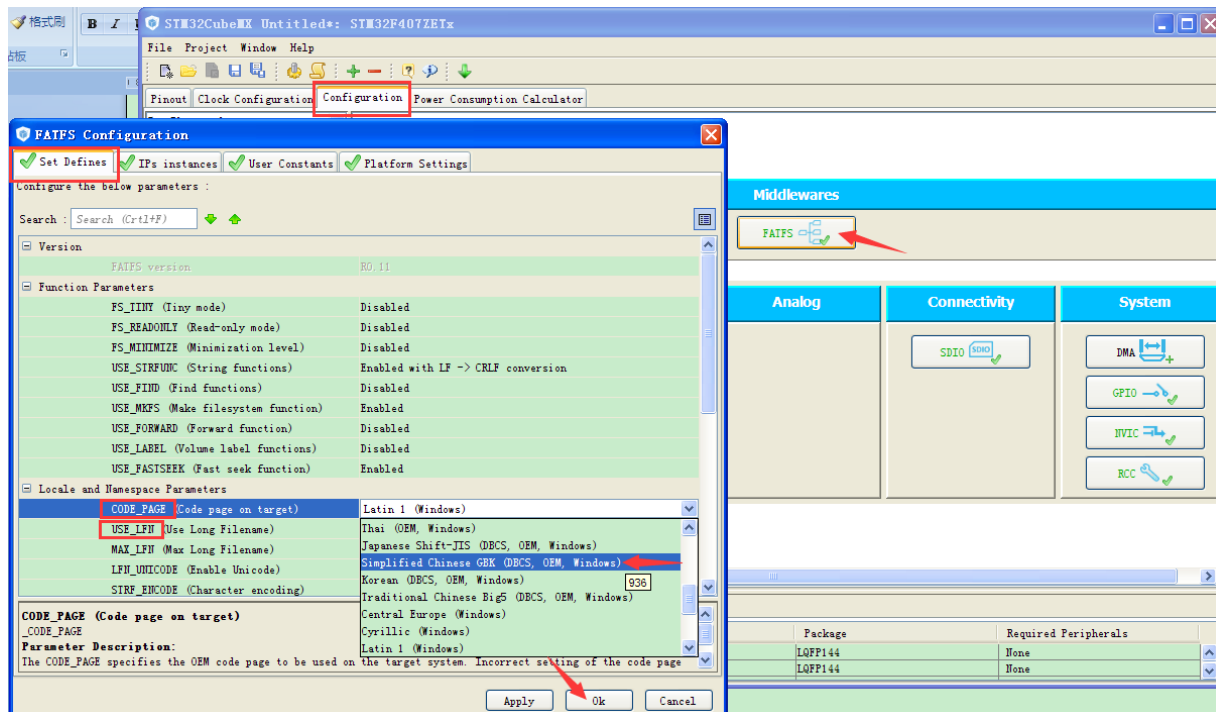 格式刷
B I
STM32CubeMX Untitled*: STM32F407ZETx
File Project Window Help
Pinout Clock Configuration Configuration Power Consumption Calculator
FATFS Configuration
Set Defines IPs instances User Constants Platform Settings
Configure the below parameters :
Search : Search (Crtl+F)
Version
FATFS version R0.11
Function Parameters
FS_TINY (Tiny mode) Disabled
FS_READONLY (Read-only mode) Disabled
FS_MINIMIZE (Minimization level) Disabled
USE_STRFUNC (String functions) Enabled with LF -> CRLF conversion
USE_FIND (Find functions) Disabled
USE_MKFS (Make filesystem function) Enabled
USE_FORWARD (Forward function) Disabled
USE_LABEL (Volume label functions) Disabled
USE_FASTSEEK (Fast seek function) Enabled
Locale and Namespace Parameters
CODE_PAGE (Code page on target) Latin 1 (Windows)
USE_LFN (Use Long Filename)
MAX_LFN (Max Long Filename)
LFN_UNICODE (Enable Unicode)
STRF_ENCODE (Character encoding)
Thai (OEM, Windows)
Japanese Shift-JIS (DBCS, OEM, Windows)
Simplified Chinese GBK (DBCS, OEM, Windows)
Korean (DBCS, OEM, Windows)
936
Traditional Chinese Big5 (DBCS, OEM, Windows)
Central Europe (Windows)
Cyrillic (Windows)
Latin 1 (Windows)
CODE_PAGE (Code page on target)
_CODE_PAGE
Parameter Description:
The CODE_PAGE specifies the OEM code page to be used on the target system. Incorrect setting of the code page
Apply Ok Cancel
Middlewares
FATFS
Analog Connectivity System
SDIO SDIO
DMA
GPIO
NVIC
RCC
Package Required Peripherals
LQFP144 None
LQFP144 None